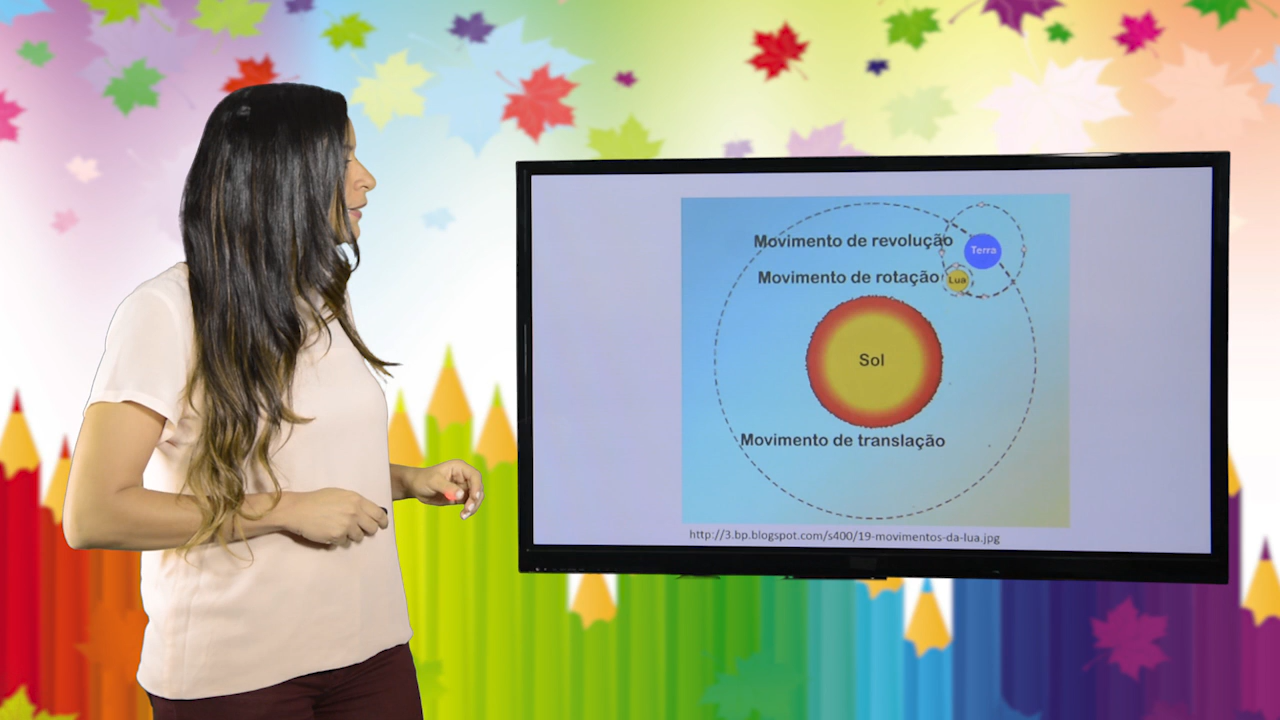 Movimento de revolução
Terra
Movimento de rotação
Lua
Sol
Movimento de translação
http://3.bp.blogspot.com/s400/19-movimentos-da-lua.jpg